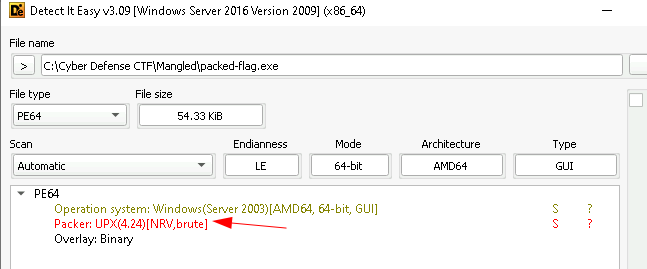 Detect It Easy v3.09 [Windows Server 2016 Version 2009] (x86_64)
File name
> C:\Cyber Defense CTF\Mangled\packed-flag.exe
File type File size
PE64 54.33 KiB
Scan Endianness Mode Architecture Type
Automatic LE 64-bit AMD64 GUI
PE64
Operation system: Windows(Server 2003)[AMD64, 64-bit, GUI] S ?
Packer: UPX(4.24)[NRV,brute] S ?
Overlay: Binary